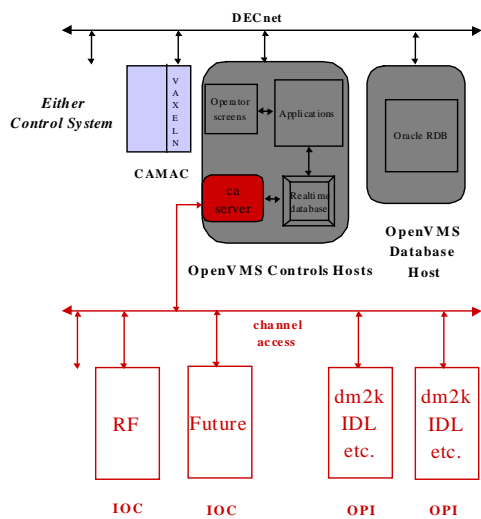 DECnet
Either
Control System
VAXELN
CAMAC
Operator
screens
Applications
ca
server
Realtime
database
Oracle RDB
OpenVMS Controls Hosts
OpenVMS
Database
Host
channel
access
RF
Future
dm2k
IDL
etc.
dm2k
IDL
etc.
IOC
IOC
OPI
OPI